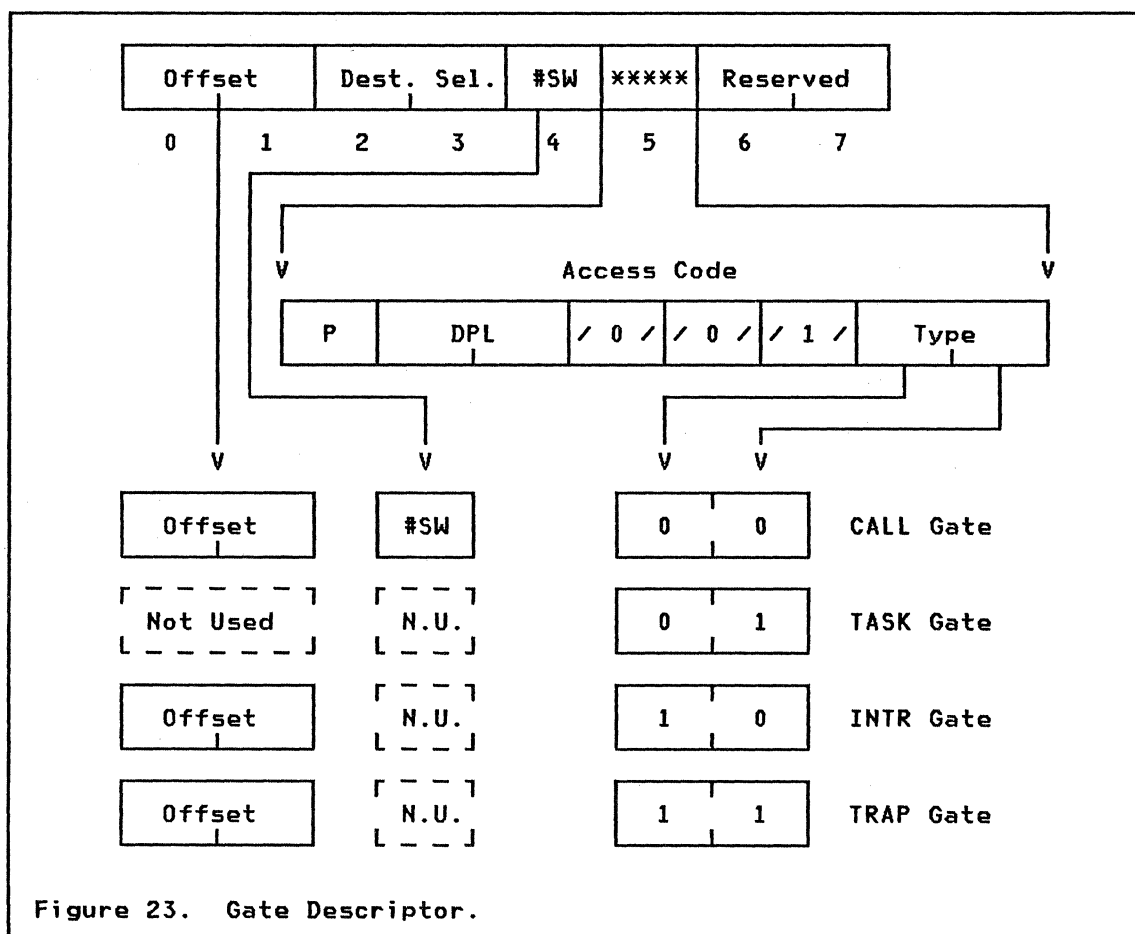 Offset Dest. Sel. #SW ***** Reserved
0 1 2 3 4 5 6 7
V Access Code V
P DPL / 0 / / 0 / / 1 / Type
V V V V
Offset #SW 0 0 CALL Gate
Not Used N.U. 0 1 TASK Gate
Offset N.U. 1 0 INTR Gate
Offset N.U. 1 1 TRAP Gate
Figure 23. Gate Descriptor.